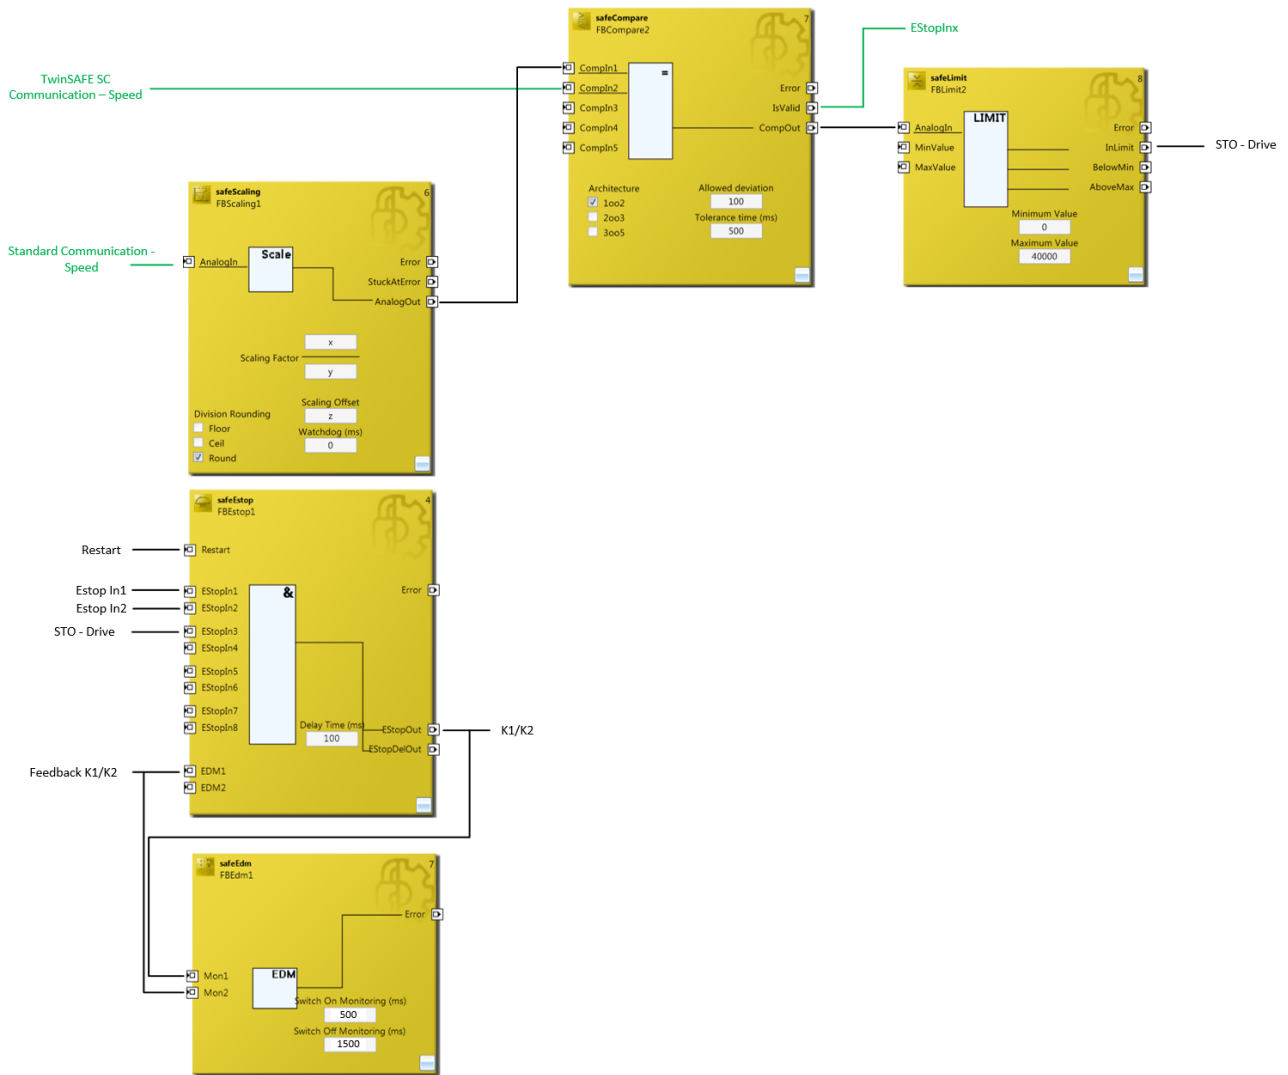 safeCompare
FBCompare2
7
CompIn1
CompIn2
CompIn3
CompIn4
CompIn5
=
Error
IsValid
CompOut
Architecture
1oo2
2oo3
3oo5
Allowed deviation
100
Tolerance time (ms)
500
EStopInx
TwinSAFE SC
Communication – Speed
safeLimit
FBLimit2
8
AnalogIn
MinValue
MaxValue
LIMIT
Error
InLimit
BelowMin
AboveMax
Minimum Value
0
Maximum Value
40000
STO - Drive
safeScaling
FBScaling1
6
Standard Communication -
Speed
AnalogIn
Scale
Error
StuckAtError
AnalogOut
Scaling Factor
x
y
Scaling Offset
z
Watchdog (ms)
0
Division Rounding
Floor
Ceil
Round
safeEstop
FBEstop1
4
Restart
Restart
Estop In1
EStopIn1
Estop In2
EStopIn2
STO - Drive
EStopIn3
EStopIn4
EStopIn5
EStopIn6
EStopIn7
EStopIn8
&
Error
Delay Time (ms)
100
EStopOut
EStopDelOut
K1/K2
Feedback K1/K2
EDM1
EDM2
safeEdm
FBEdm1
7
Error
Mon1
Mon2
EDM
Switch On Monitoring (ms)
500
Switch Off Monitoring (ms)
1500